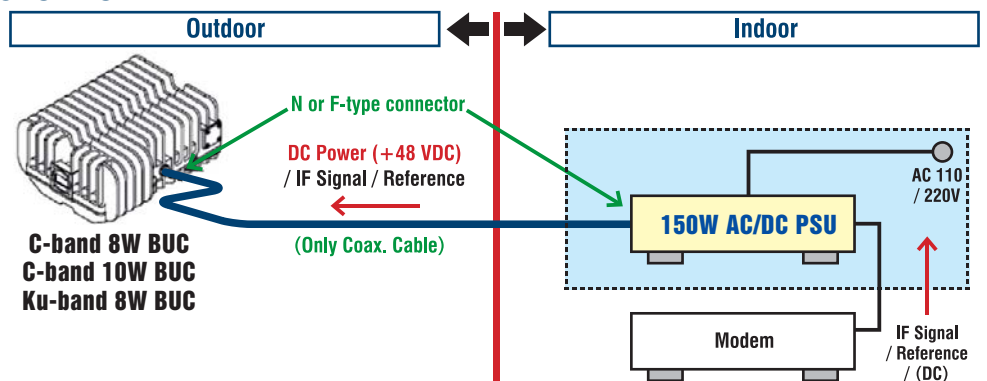 Outdoor
Indoor
N or F-type connector
DC Power (+48 VDC)
/ IF Signal / Reference
(Only Coax. Cable)
C-band 8W BUC
C-band 10W BUC
Ku-band 8W BUC
150W AC/DC PSU
AC 110
/ 220V
Modem
IF Signal
/ Reference
/ (DC)